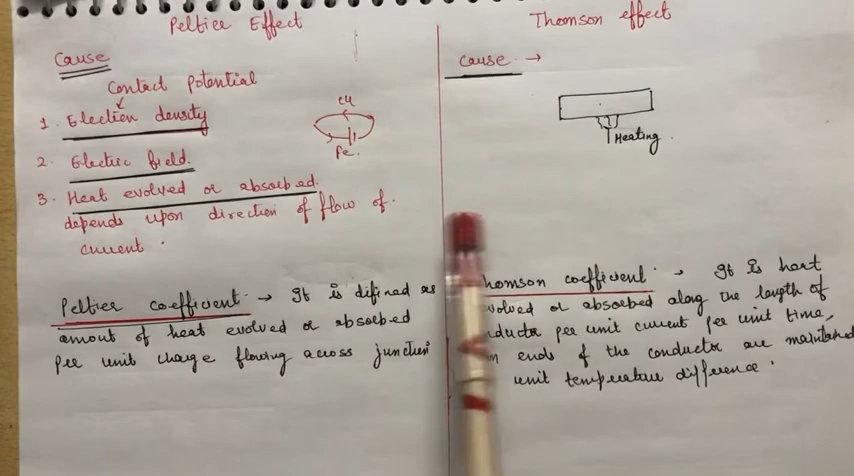 Peltier Effect
Cause
Contact Potential
1. Electron density
2. Electric field.
3. Heat evolved or absorbed.
depends upon direction of flow of.
current.
Cu
Fe.
Peltier coefficient → It is difined as
amount of heat evolved or absorbed
per unit charge flowing across junction
Thomson effect
cause →
Heating.
homson coefficient → It is heat
volved or absorbed along the length of
nductor per unit current per unit time,
n ends of the conductor are maintained
unit temperature difference.